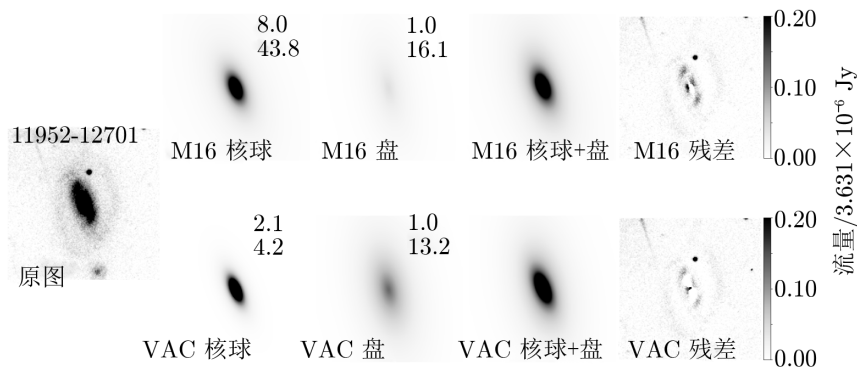 11952-12701
原图
8.0
43.8
M16 核球
1.0
16.1
M16 盘
M16 核球+盘
M16 残差
0.20
0.10
0.00
2.1
4.2
VAC 核球
1.0
13.2
VAC 盘
VAC 核球+盘
VAC 残差
0.20
0.10
0.00
流量/3.631×10⁻⁶ Jy